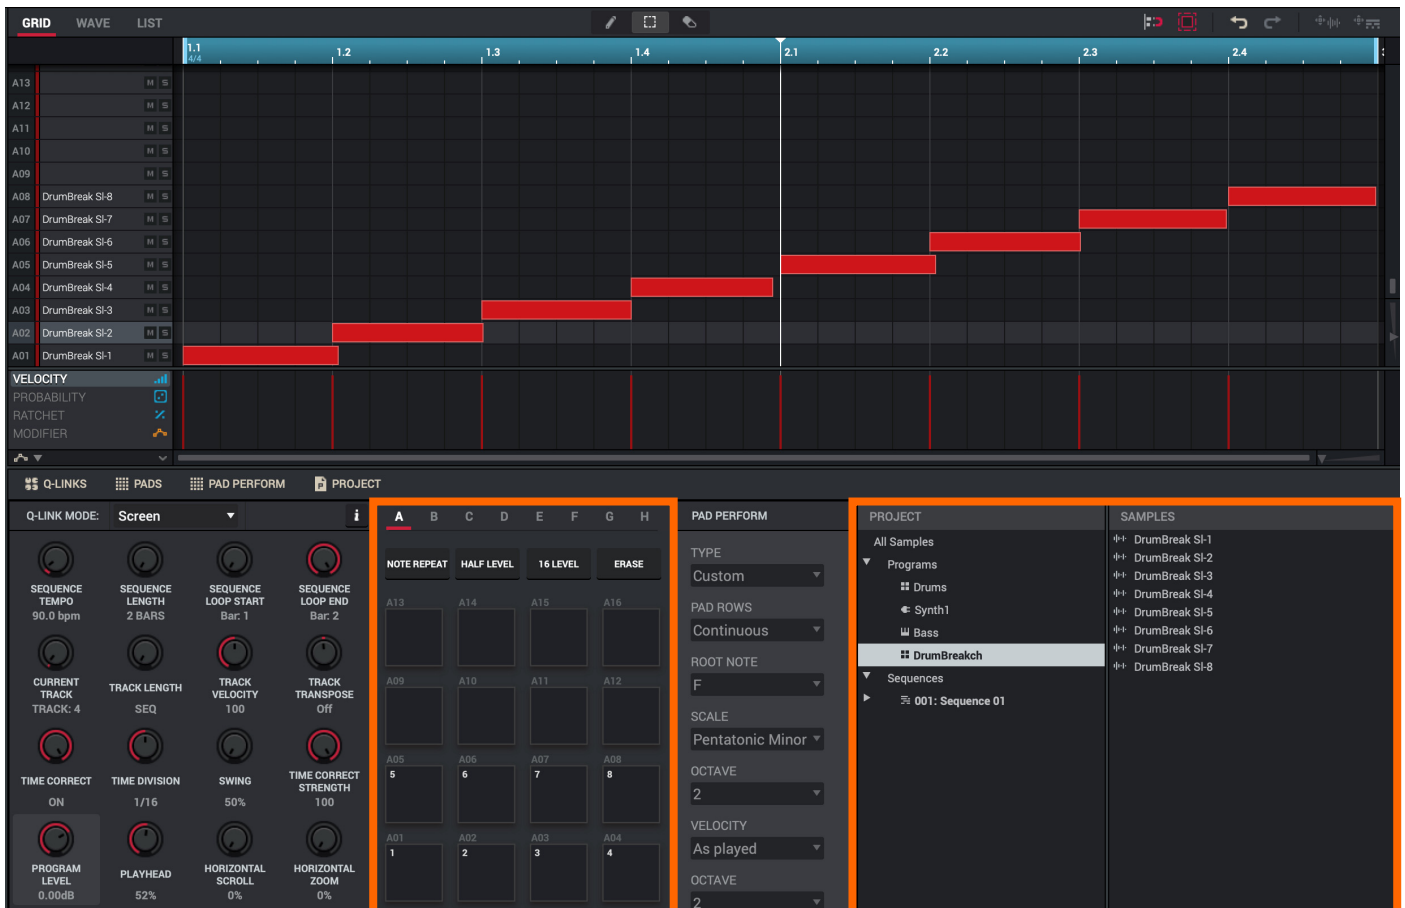 GRID WAVE LIST
1.1 1.2 1.3 1.4 2.1 2.2 2.3 2.4
4/4
A13 M S
A12 M S
A11 M S
A10 M S
A09 M S
A08 DrumBreak Sl-8 M S
A07 DrumBreak Sl-7 M S
A06 DrumBreak Sl-6 M S
A05 DrumBreak Sl-5 M S
A04 DrumBreak Sl-4 M S
A03 DrumBreak Sl-3 M S
A02 DrumBreak Sl-2 M S
A01 DrumBreak Sl-1 M S
VELOCITY
PROBABILITY
RATCHET
MODIFIER
Q-LINKS PADS PAD PERFORM PROJECT
Q-LINK MODE: Screen i
SEQUENCE TEMPO 90.0 bpm
SEQUENCE LENGTH 2 BARS
SEQUENCE LOOP START Bar: 1
SEQUENCE LOOP END Bar: 2
CURRENT TRACK TRACK: 4
TRACK LENGTH SEQ
TRACK VELOCITY 100
TRACK TRANSPOSE Off
TIME CORRECT ON
TIME DIVISION 1/16
SWING 50%
TIME CORRECT STRENGTH 100
PROGRAM LEVEL 0.00dB
PLAYHEAD 52%
HORIZONTAL SCROLL 0%
HORIZONTAL ZOOM 0%
A B C D E F G H
NOTE REPEAT HALF LEVEL 16 LEVEL ERASE
A13 A14 A15 A16
A09 A10 A11 A12
A05 A06 A07 A08
5 6 7 8
A01 A02 A03 A04
1 2 3 4
PAD PERFORM
TYPE
Custom
PAD ROWS
Continuous
ROOT NOTE
F
SCALE
Pentatonic Minor
OCTAVE
2
VELOCITY
As played
OCTAVE
2
PROJECT
All Samples
Programs
Drums
Synth1
Bass
DrumBreakch
Sequences
001: Sequence 01
SAMPLES
DrumBreak Sl-1
DrumBreak Sl-2
DrumBreak Sl-3
DrumBreak Sl-4
DrumBreak Sl-5
DrumBreak Sl-6
DrumBreak Sl-7
DrumBreak Sl-8